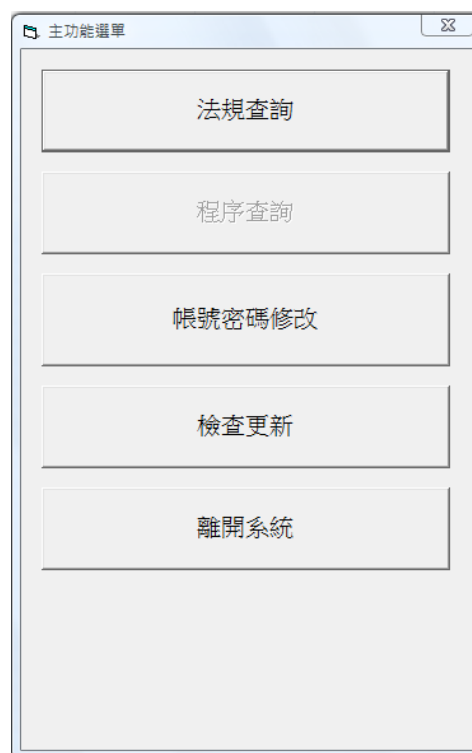 主功能選單
法規查詢
程序查詢
帳號密碼修改
檢查更新
離開系統